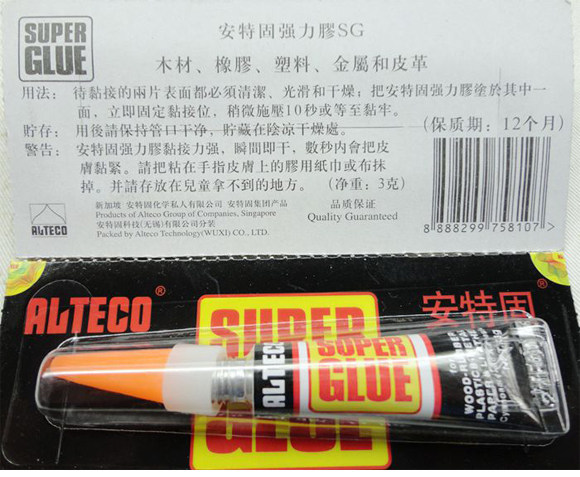 SUPER
GLUE
安特固强力膠SG
木材、橡膠、塑料、金屬和皮革
用法： 待黏接的兩片表面都必須清潔、光滑和干燥；把安特固强力膠塗於其中一
面，立即固定黏接位，稍微施壓10秒或等至黏牢。
貯存： 用後請保持管口干净，貯藏在陰凉干燥處。
(保质期：12个月)
警告： 安特固强力膠黏接力强，瞬間即干，數秒内會把皮
膚黏緊。請把粘在手指皮膚上的膠用紙巾或布抹
掉。并請存放在兒童拿不到的地方。 (净重：3克)
ALTECO
新加坡 安特固化学私人有限公司 安特固集团产品
Products of Alteco Group of Companies, Singapore
安特固科技(无锡)有限公司分装
Packed by Alteco Technology(WUXI) CO., LTD.
品质保证
Quality Guaranteed
8 888299 758107 >
ALTECO®
安特固®
SUPER
GLUE
ALTECO
SUPER
GLUE
WOOD
PLASTIC